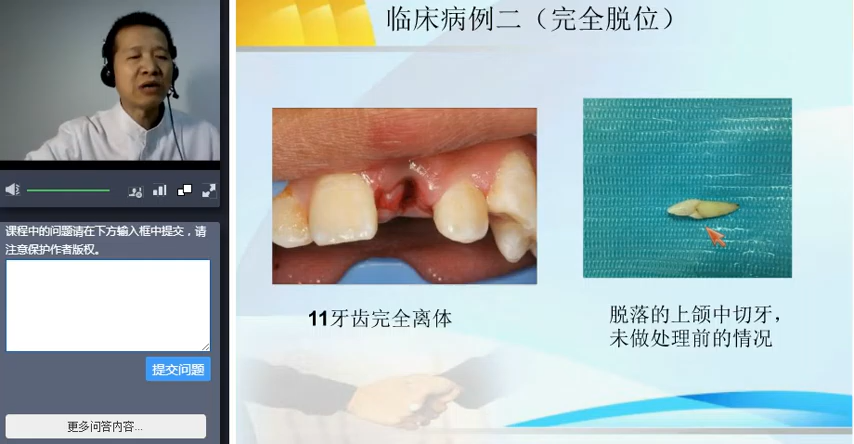 临床病例二（完全脱位）
课程中的问题请在下方输入框中提交，请
注意保护作者版权。
提交问题
更多问答内容...
11牙齿完全离体
脱落的上颌中切牙，
未做处理前的情况